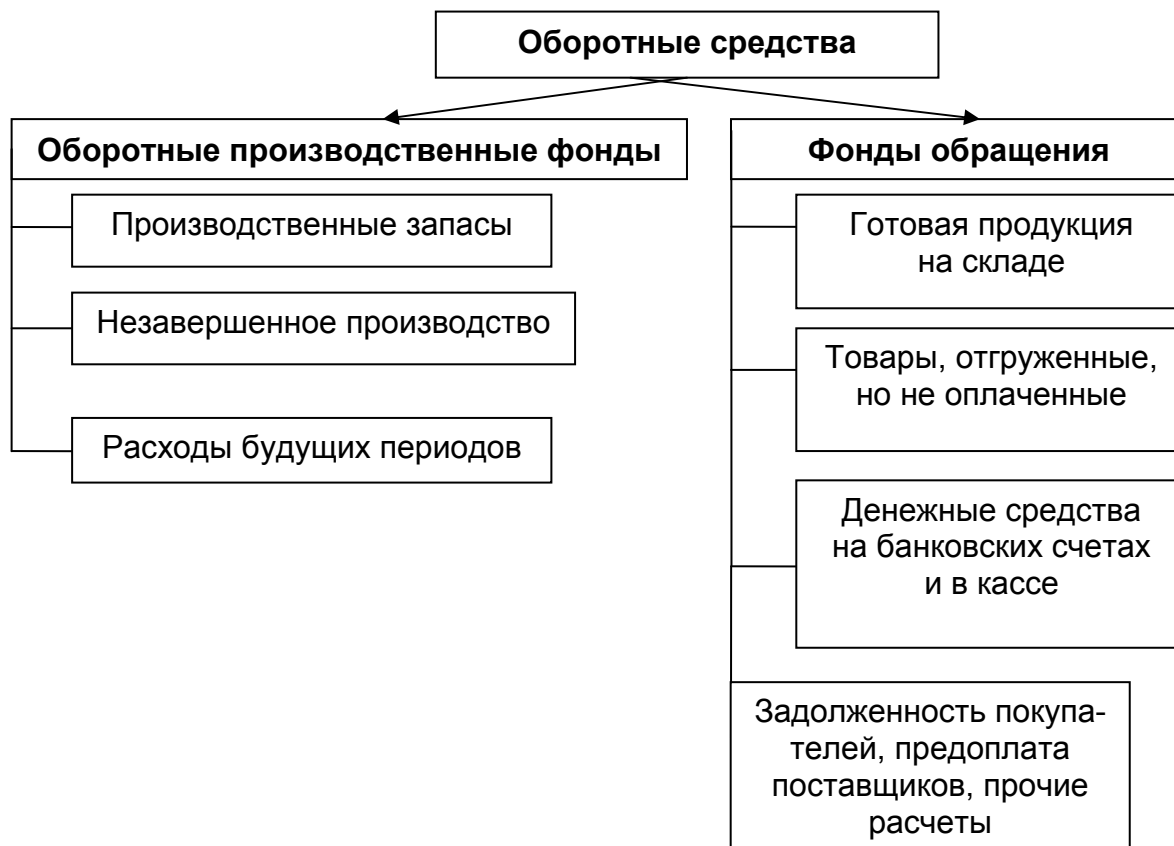 Оборотные средства
Оборотные производственные фонды
Производственные запасы
Незавершенное производство
Расходы будущих периодов
Фонды обращения
Готовая продукция
на складе
Товары, отгруженные,
но не оплаченные
Денежные средства
на банковских счетах
и в кассе
Задолженность покупа-
телей, предоплата
поставщиков, прочие
расчеты